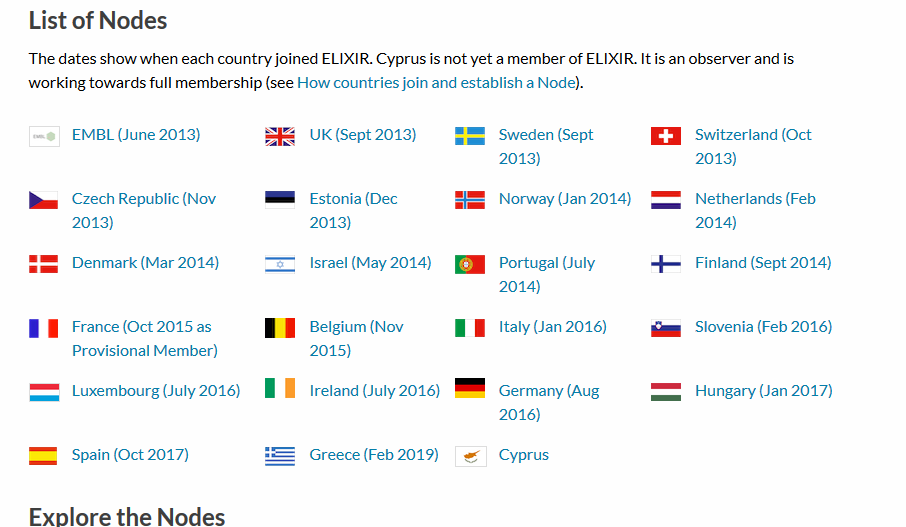 List of Nodes
The dates show when each country joined ELIXIR. Cyprus is not yet a member of ELIXIR. It is an observer and is
working towards full membership (see How countries join and establish a Node).
EMBL (June 2013)
UK (Sept 2013)
Sweden (Sept
2013)
Switzerland (Oct
2013)
Czech Republic (Nov
2013)
Estonia (Dec
2013)
Norway (Jan 2014)
Netherlands (Feb
2014)
Denmark (Mar 2014)
Israel (May 2014)
Portugal (July
2014)
Finland (Sept 2014)
France (Oct 2015 as
Provisional Member)
Belgium (Nov
2015)
Italy (Jan 2016)
Slovenia (Feb 2016)
Luxembourg (July 2016)
Ireland (July 2016)
Germany (Aug
2016)
Hungary (Jan 2017)
Spain (Oct 2017)
Greece (Feb 2019)
Cyprus
Explore the Nodes